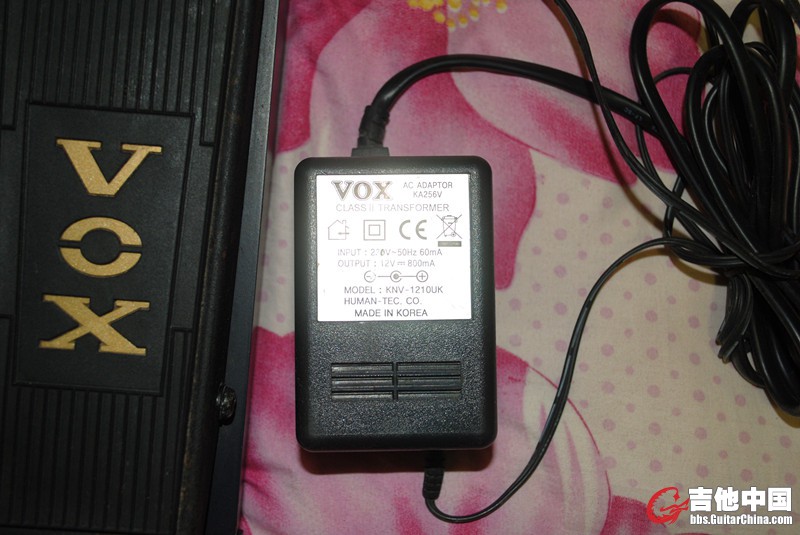 VOX
VOX AC ADAPTOR
KA256V
CLASS II TRANSFORMER
CE
INPUT : 230V~50Hz 60mA
OUTPUT : 12V⎓800mA
MODEL : KNV-1210UK
HUMAN-TEC. CO.
MADE IN KOREA
吉他中国
bbs.GuitarChina.com